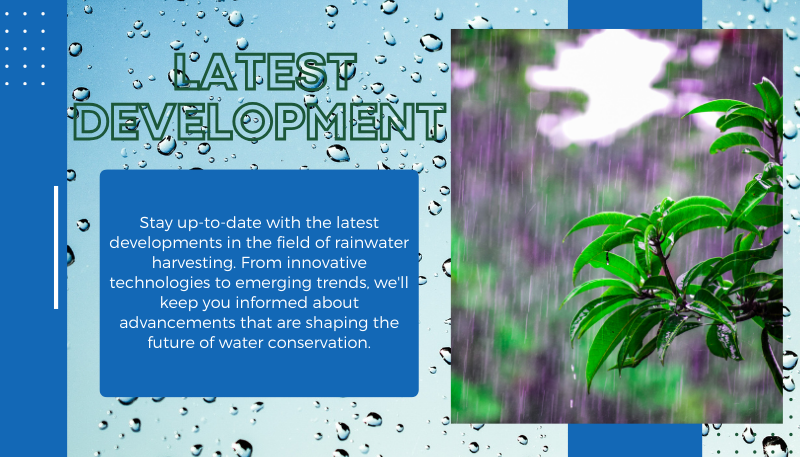 LATEST
DEVELOPMENT
Stay up-to-date with the latest
developments in the field of rainwater
harvesting. From innovative
technologies to emerging trends, we'll
keep you informed about
advancements that are shaping the
future of water conservation.